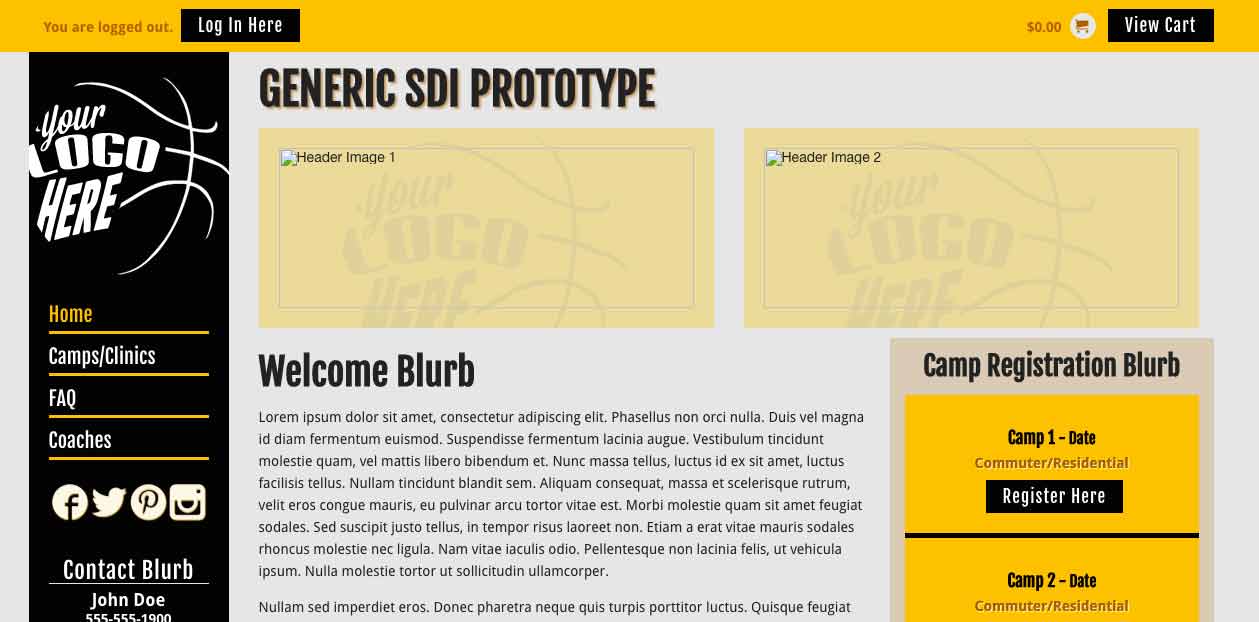 You are logged out. Log In Here
$0.00 View Cart
your
LOGO
HERE
Home
Camps/Clinics
FAQ
Coaches
Contact Blurb
John Doe
555-555-1900
GENERIC SDI PROTOTYPE
Header Image 1
your
LOGO
HERE
Header Image 2
your
LOGO
HERE
Welcome Blurb
Lorem ipsum dolor sit amet, consectetur adipiscing elit. Phasellus non orci nulla. Duis vel magna
id diam fermentum euismod. Suspendisse fermentum lacinia augue. Vestibulum tincidunt
molestie quam, vel mattis libero bibendum et. Nunc massa tellus, luctus id ex sit amet, luctus
facilisis tellus. Nullam tincidunt blandit sem. Aliquam consequat, massa et scelerisque rutrum,
velit eros congue mauris, eu pulvinar arcu tortor vitae est. Morbi molestie quam sit amet feugiat
sodales. Sed suscipit justo tellus, in tempor risus laoreet non. Etiam a erat vitae mauris sodales
rhoncus molestie nec ligula. Nam vitae iaculis odio. Pellentesque non lacinia felis, ut vehicula
ipsum. Nulla molestie tortor ut sollicitudin ullamcorper.
Nullam sed imperdiet eros. Donec pharetra neque quis turpis porttitor luctus. Quisque feugiat
Camp Registration Blurb
Camp 1 - Date
Commuter/Residential
Register Here
Camp 2 - Date
Commuter/Residential